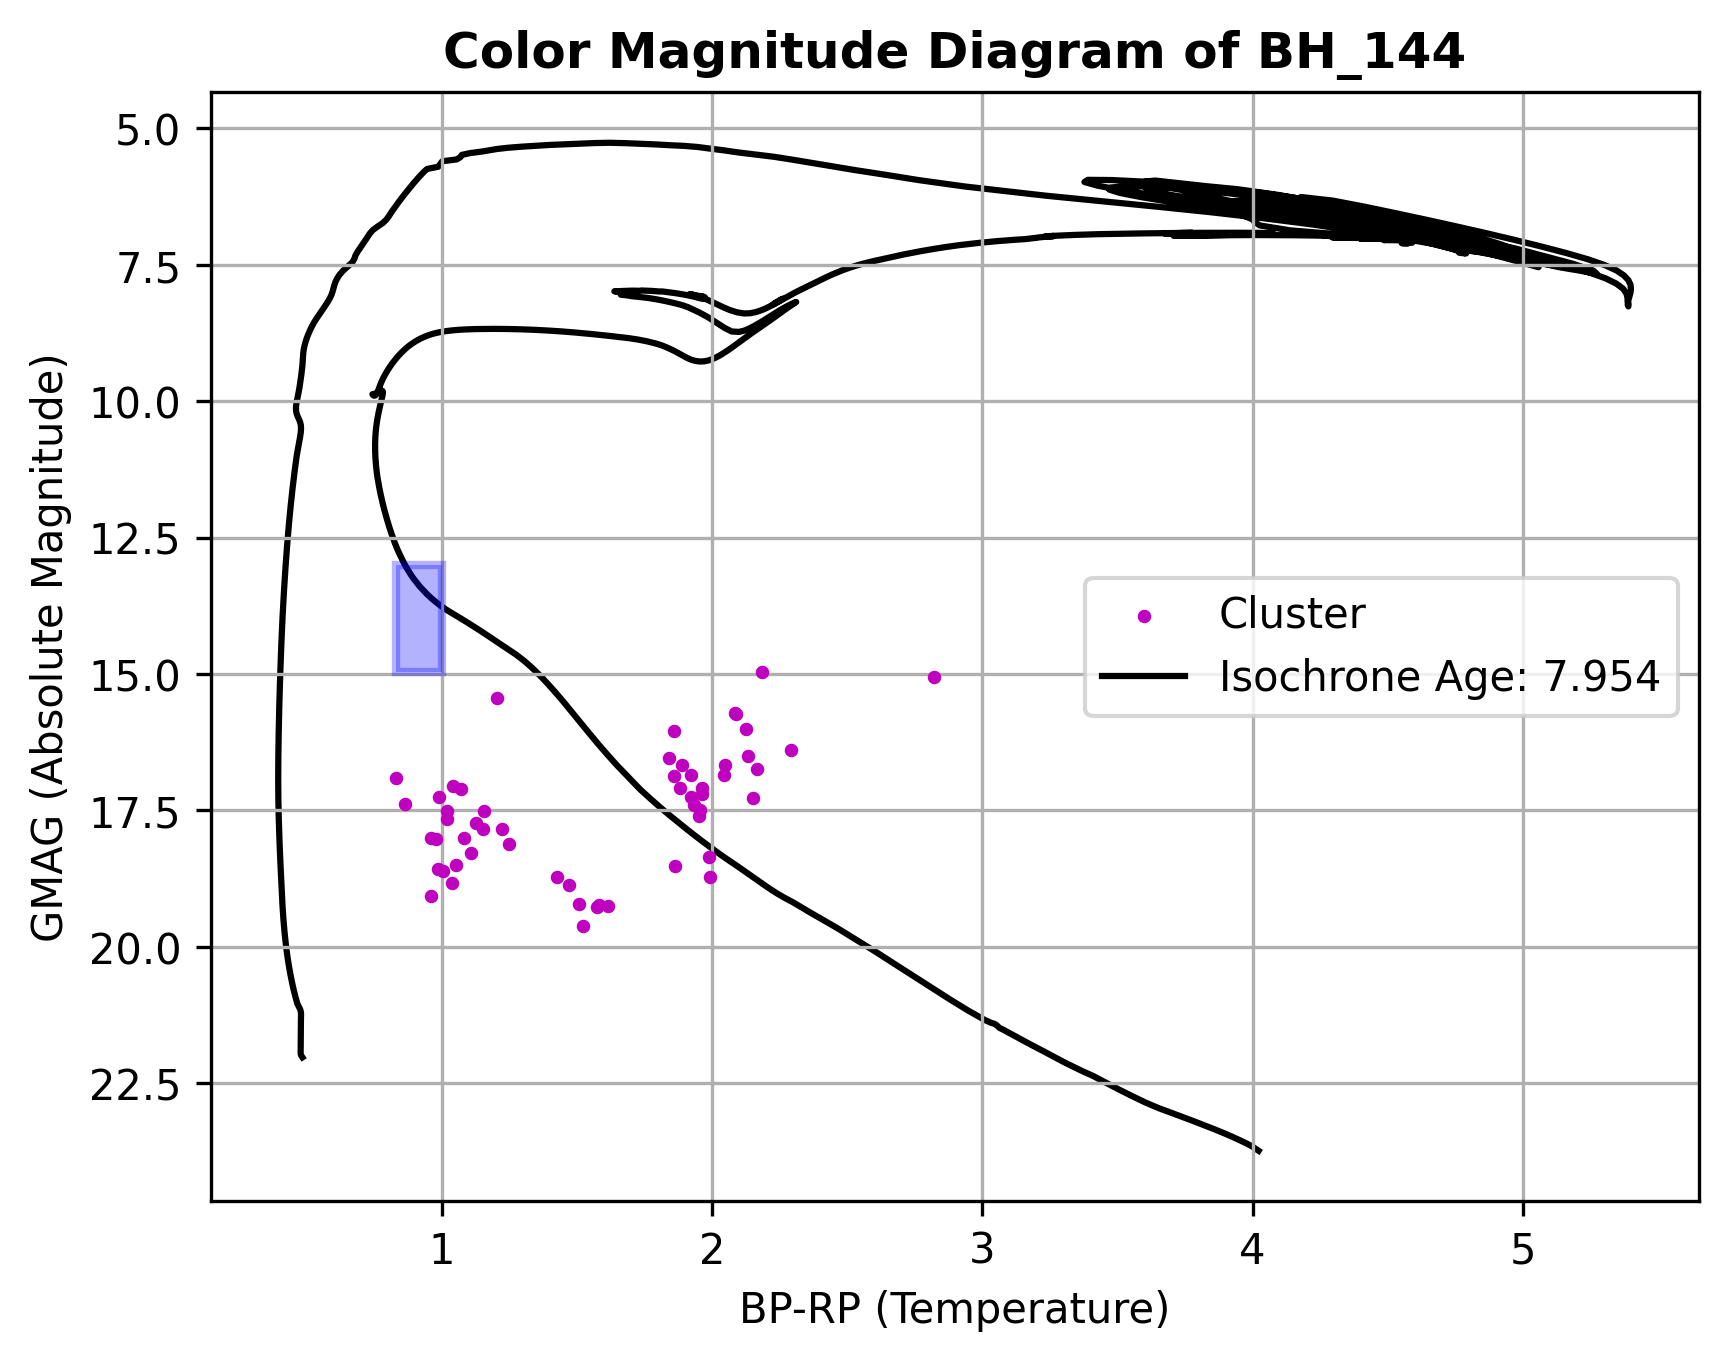 Color Magnitude Diagram of BH_144
GMAG (Absolute Magnitude)
5.0
7.5
10.0
12.5
15.0
17.5
20.0
22.5
Cluster
Isochrone Age: 7.954
1 2 3 4 5
BP-RP (Temperature)